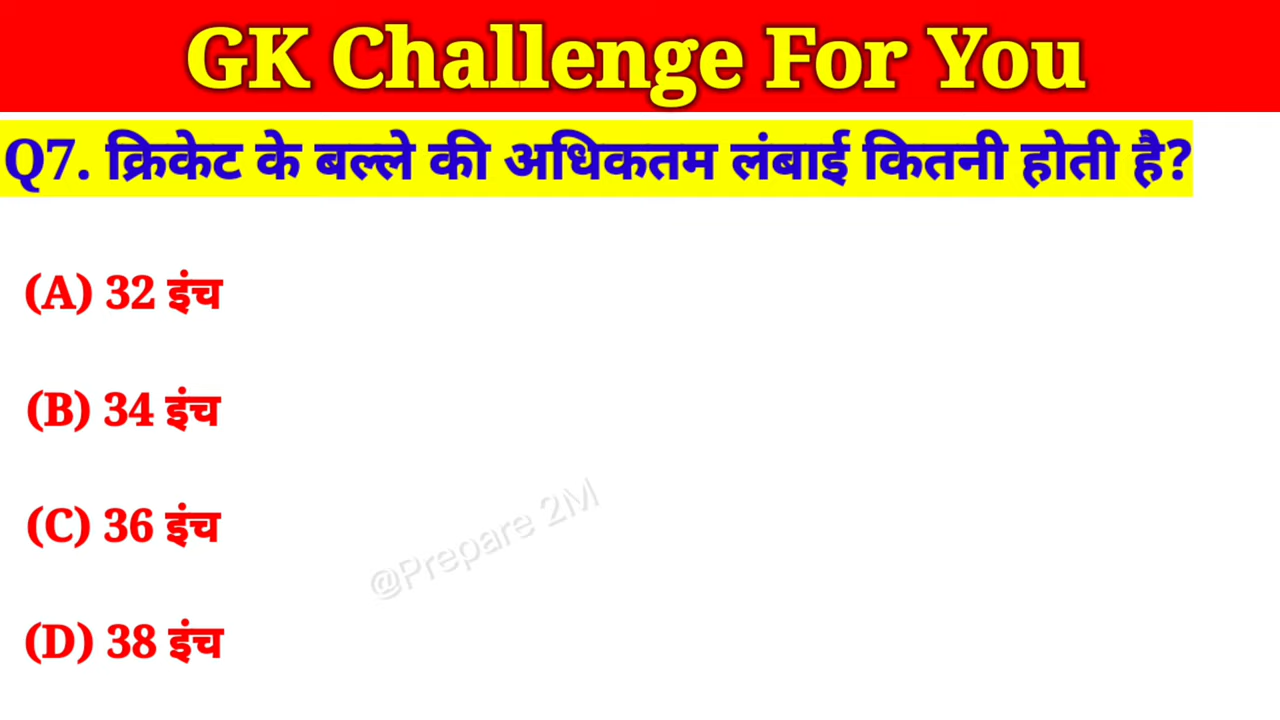 GK Challenge For You
Q7. क्रिकेट के बल्ले की अधिकतम लंबाई कितनी होती है?
(A) 32 इंच
(B) 34 इंच
(C) 36 इंच
@Prepare 2M
(D) 38 इंच